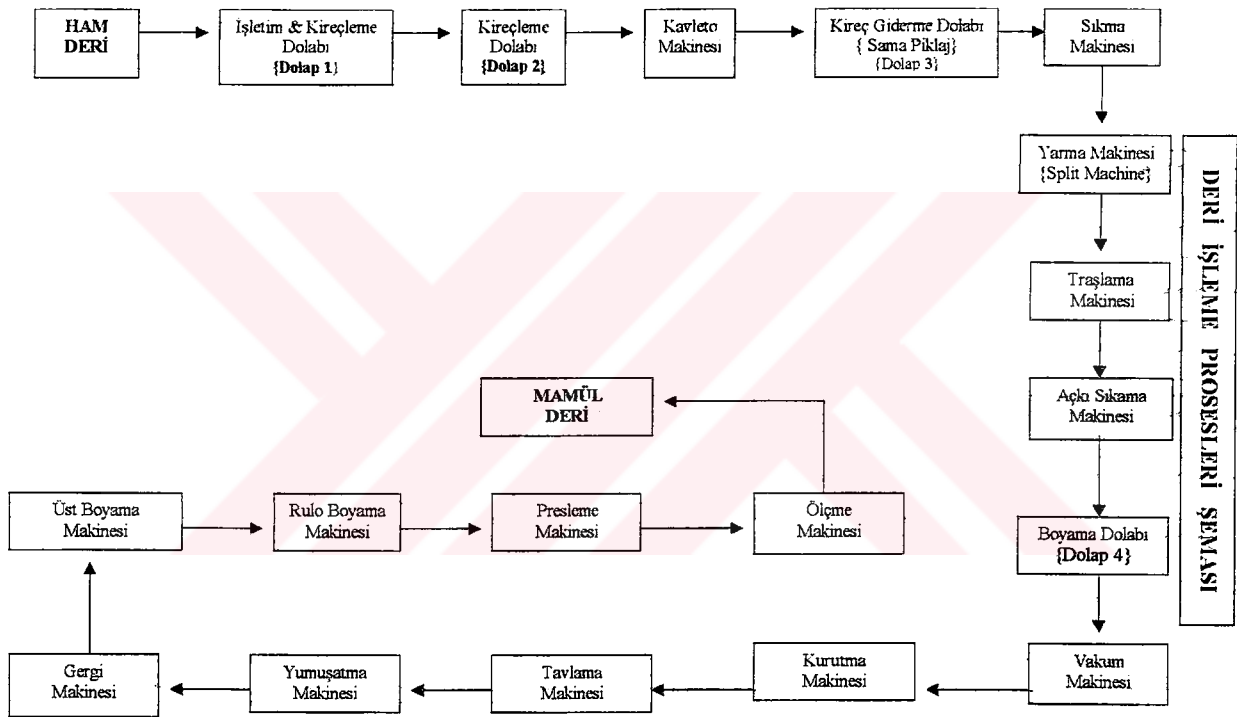 HAM
DERİ
İşletim & Kireçleme
Dolabı
{Dolap 1}
Kireçleme
Dolabı
{Dolap 2}
Kavleto
Makinesi
Kireç Giderme Dolabı
{ Sama Piklaj}
{Dolap 3}
Sıkma
Makinesi
Yarma Makinesi
{Split Machine}
Traşlama
Makinesi
Açkı Sıkama
Makinesi
Boyama Dolabı
{Dolap 4}
Vakum
Makinesi
Kurutma
Makinesi
Tavlama
Makinesi
Yumuşatma
Makinesi
Gergi
Makinesi
Üst Boyama
Makinesi
Rulo Boyama
Makinesi
Presleme
Makinesi
Ölçme
Makinesi
MAMÜL
DERİ
DERİ İŞLEME PROSESLERİ ŞEMASI